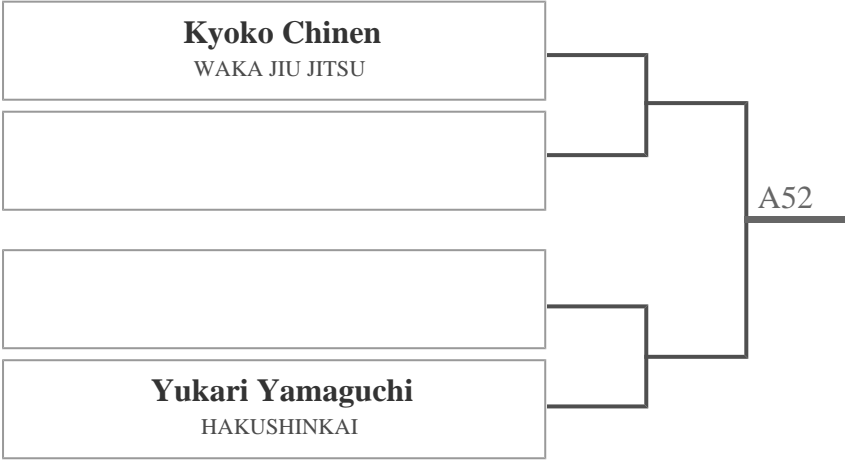 Kyoko Chinen
WAKA JIU JITSU
A52
Yukari Yamaguchi
HAKUSHINKAI